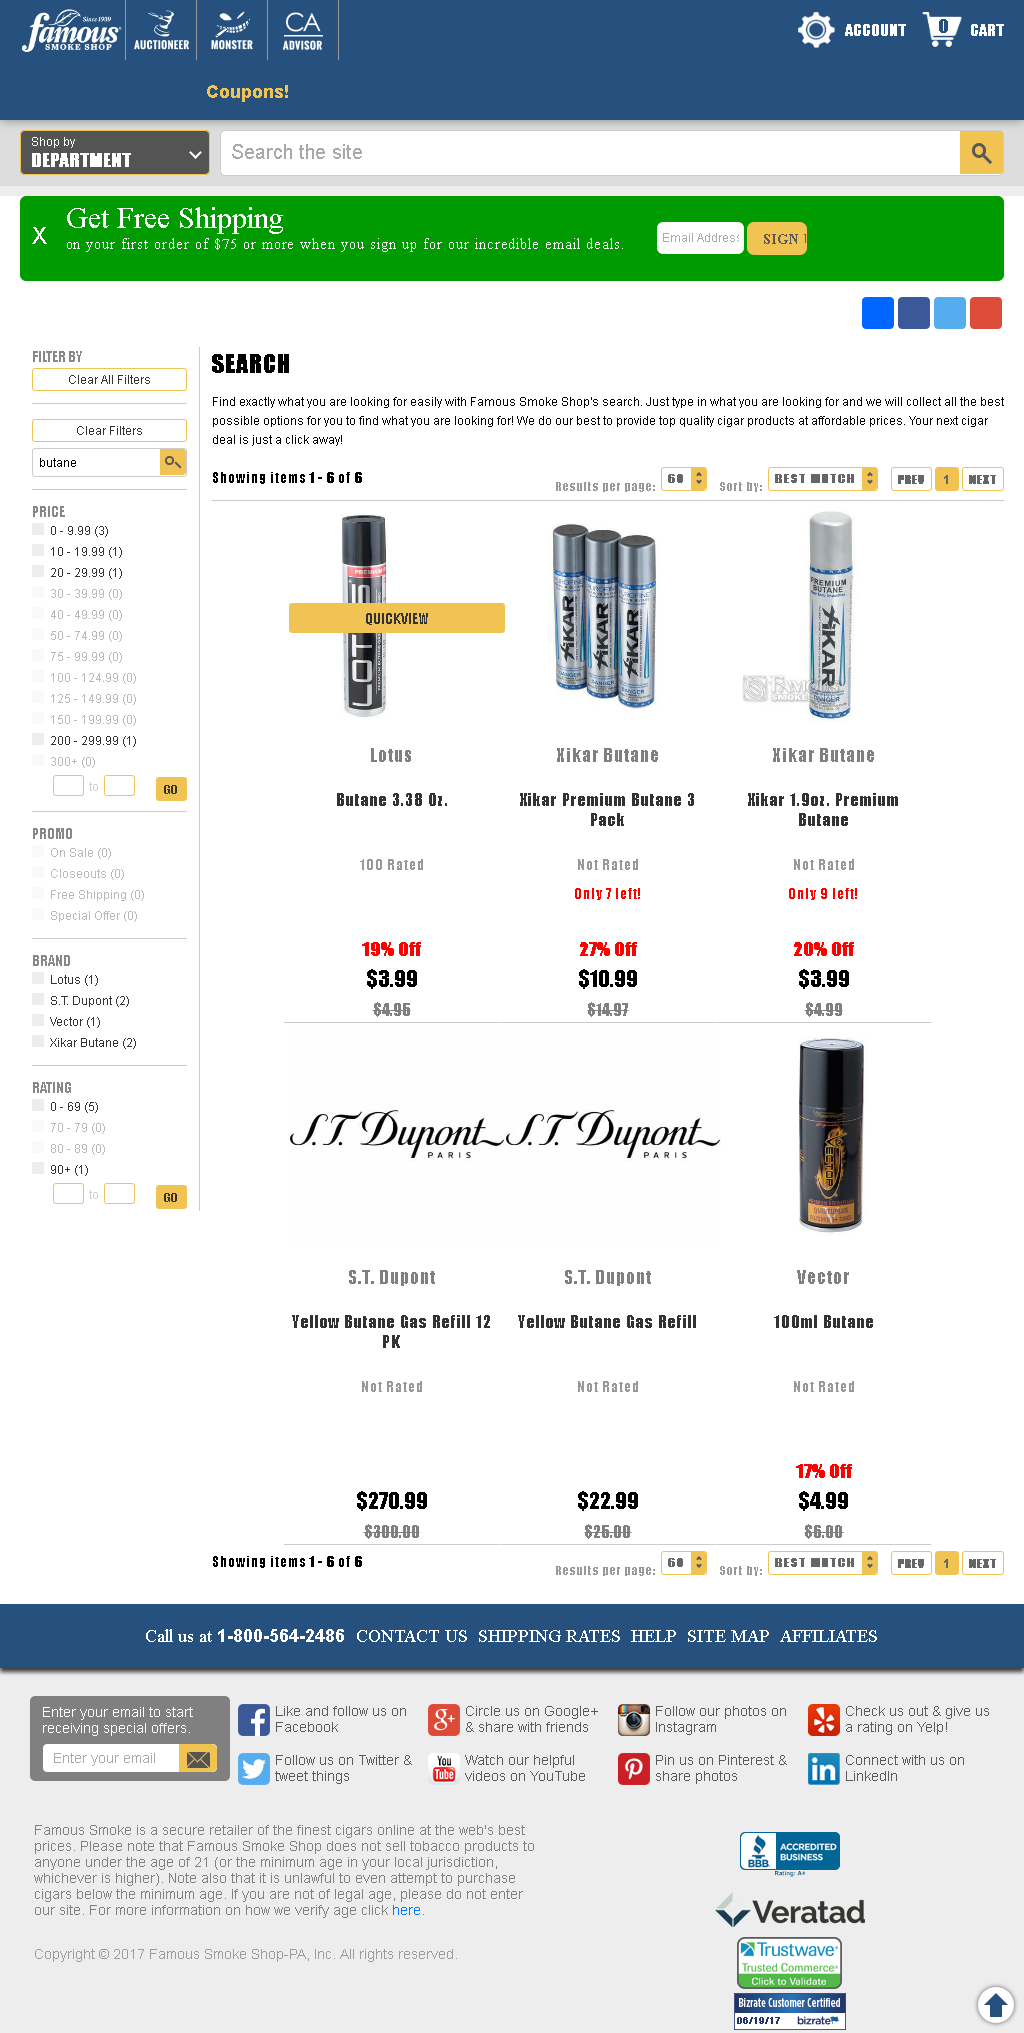 famous
Since 1939
SMOKE SHOP
AUCTIONEER
MONSTER
CA
ADVISOR
ACCOUNT
0
CART
Coupons!
Shop by
DEPARTMENT
Search the site
X
Get Free Shipping
on your first order of $75 or more when you sign up for our incredible email deals.
Email Address
SIGN
FILTER BY
Clear All Filters
Clear Filters
butane
PRICE
0 - 9.99 (3)
10 - 19.99 (1)
20 - 29.99 (1)
30 - 39.99 (0)
40 - 49.99 (0)
50 - 74.99 (0)
75 - 99.99 (0)
100 - 124.99 (0)
125 - 149.99 (0)
150 - 199.99 (0)
200 - 299.99 (1)
300+ (0)
to
GO
PROMO
On Sale (0)
Closeouts (0)
Free Shipping (0)
Special Offer (0)
BRAND
Lotus (1)
S.T. Dupont (2)
Vector (1)
Xikar Butane (2)
RATING
0 - 69 (5)
70 - 79 (0)
80 - 89 (0)
90+ (1)
to
GO
SEARCH
Find exactly what you are looking for easily with Famous Smoke Shop's search. Just type in what you are looking for and we will collect all the best
possible options for you to find what you are looking for! We do our best to provide top quality cigar products at affordable prices. Your next cigar
deal is just a click away!
Showing items 1 - 6 of 6
Results per page: 60
Sort by: BEST MATCH
PREV 1 NEXT
QUICKVIEW
XIKAR XIKAR XIKAR
DANGER
PREMIUM
BUTANE
XIKAR
Lotus
Xikar Butane
Xikar Butane
Butane 3.38 Oz.
Xikar Premium Butane 3
Pack
Xikar 1.9oz. Premium
Butane
100 Rated
Not Rated
Not Rated
Only 7 left!
Only 9 left!
19% Off
27% Off
20% Off
$3.99
$10.99
$3.99
$4.95
$14.97
$4.99
S.T. Dupont
PARIS
S.T. Dupont
PARIS
VECTOR
S.T. Dupont
S.T. Dupont
Vector
Yellow Butane Gas Refill 12
PK
Yellow Butane Gas Refill
100ml Butane
Not Rated
Not Rated
Not Rated
17% Off
$270.99
$22.99
$4.99
$300.00
$25.00
$6.00
Showing items 1 - 6 of 6
Results per page: 60
Sort by: BEST MATCH
PREV 1 NEXT
Call us at 1-800-564-2486 CONTACT US SHIPPING RATES HELP SITE MAP AFFILIATES
Enter your email to start
receiving special offers.
Enter your email
Like and follow us on
Facebook
Circle us on Google+
& share with friends
Follow our photos on
Instagram
Check us out & give us
a rating on Yelp!
Follow us on Twitter &
tweet things
You
Tube
Watch our helpful
videos on YouTube
Pin us on Pinterest &
share photos
in
Connect with us on
LinkedIn
Famous Smoke is a secure retailer of the finest cigars online at the web's best
prices. Please note that Famous Smoke Shop does not sell tobacco products to
anyone under the age of 21 (or the minimum age in your local jurisdiction,
whichever is higher). Note also that it is unlawful to even attempt to purchase
cigars below the minimum age. If you are not of legal age, please do not enter
our site. For more information on how we verify age click here.
Copyright © 2017 Famous Smoke Shop-PA, Inc. All rights reserved.
BBB
ACCREDITED
BUSINESS
Rating: A+
Veratad
Trustwave®
Trusted Commerce®
Click to Validate
Bizrate Customer Certified
06/19/17 bizrate